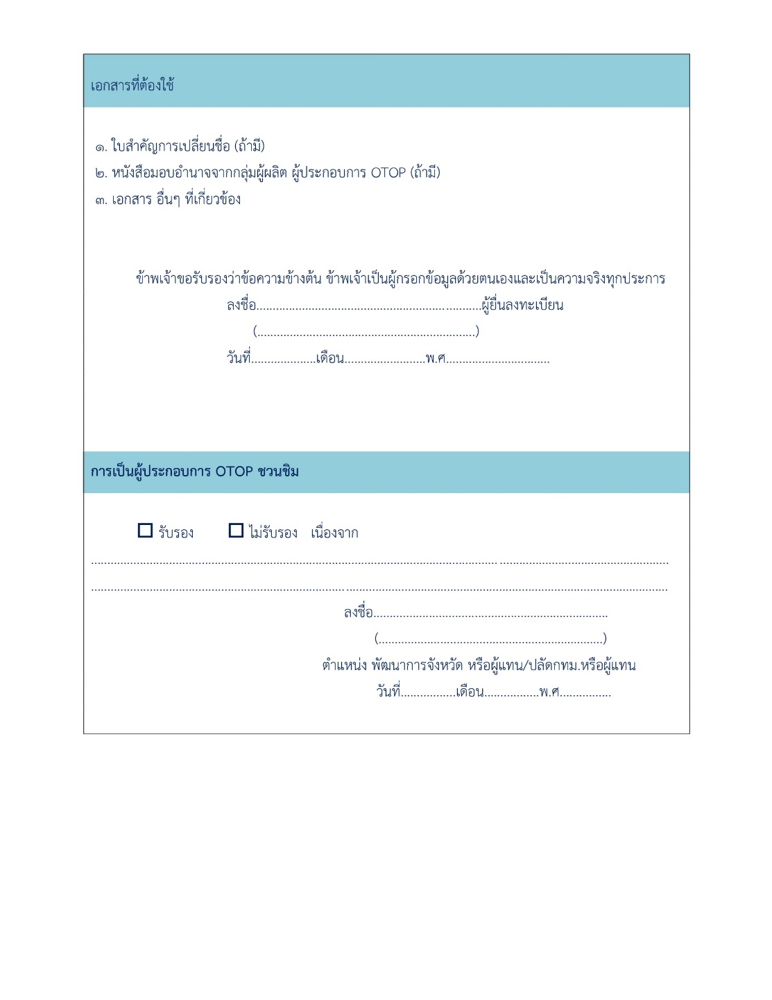 เอกสารที่ต้องใช้
๑. ใบสำคัญการเปลี่ยนชื่อ (ถ้ามี)
๒. หนังสือมอบอำนาจจากกลุ่มผู้ผลิต ผู้ประกอบการ OTOP (ถ้ามี)
๓. เอกสาร อื่นๆ ที่เกี่ยวข้อง
ข้าพเจ้าขอรับรองว่าข้อความข้างต้น ข้าพเจ้าเป็นผู้กรอกข้อมูลด้วยตนเองและเป็นความจริงทุกประการ
ลงชื่อ......................................................................ผู้ยื่นลงทะเบียน
(...................................................................)
วันที่....................เดือน.........................พ.ศ................................
การเป็นผู้ประกอบการ OTOP ชวนชิม
☐ รับรอง ☐ ไม่รับรอง เนื่องจาก
..................................................................................................................................................................................
..................................................................................................................................................................................
ลงชื่อ........................................................................
(.....................................................................)
ตำแหน่ง พัฒนาการจังหวัด หรือผู้แทน/ปลัดกทม.หรือผู้แทน
วันที่.................เดือน.................พ.ศ................